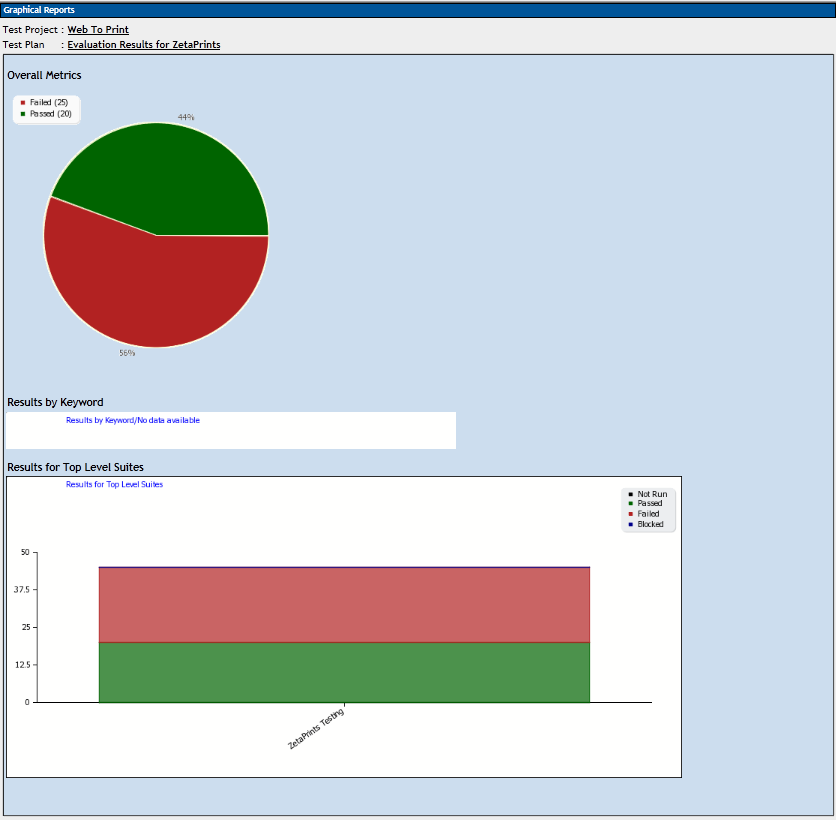 Graphical Reports
Test Project : Web To Print
Test Plan : Evaluation Results for ZetaPrints
Overall Metrics
Failed (25)
Passed (20)
44%
56%
Results by Keyword
Results by Keyword/No data available
Results for Top Level Suites
Results for Top Level Suites
Not Run
Passed
Failed
Blocked
50
37.5
25
12.5
0
ZetaPrints Testing